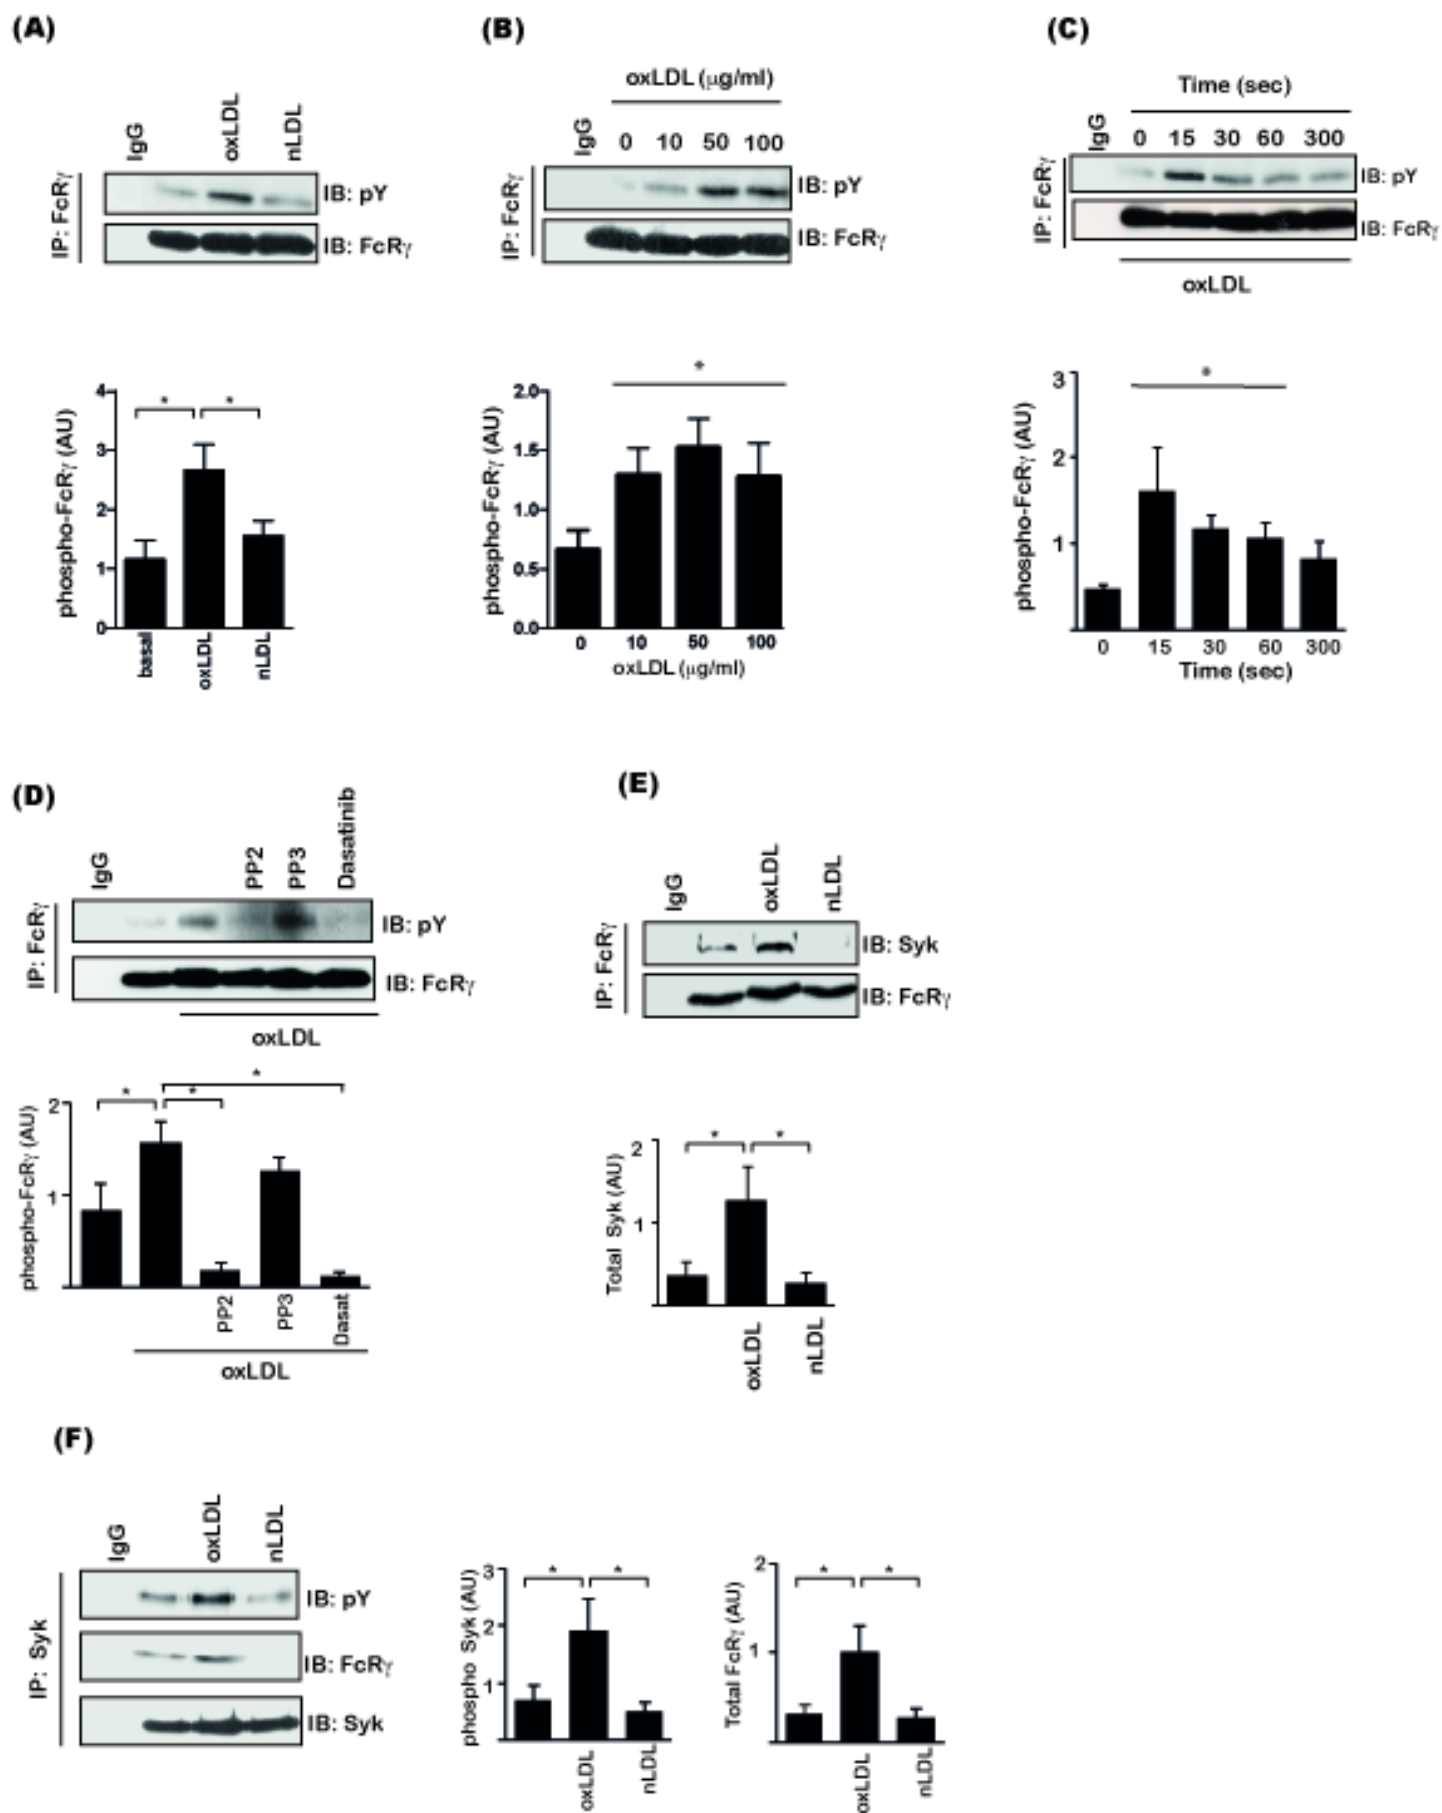 (A)
IgG
oxLDL
nLDL
IP: FcRγ
IB: pY
IB: FcRγ
phospho-FcRγ (AU)
4
3
2
1
0
*
*
basal
oxLDL
nLDL
(B)
oxLDL (μg/ml)
IgG
0 10 50 100
IP: FcRγ
IB: pY
IB: FcRγ
phospho-FcRγ (AU)
2.0
1.5
1.0
0.5
0.0
*
0 10 50 100
oxLDL (μg/ml)
(C)
Time (sec)
IgG
0 15 30 60 300
IP: FcRγ
IB: pY
IB: FcRγ
oxLDL
phospho-FcRγ (AU)
3
2
1
*
0 15 30 60 300
Time (sec)
(D)
IgG
PP2
PP3
Dasatinib
IP: FcRγ
IB: pY
IB: FcRγ
oxLDL
phospho-FcRγ (AU)
2
1
*
*
*
PP2
PP3
Dasat
oxLDL
(E)
IgG
oxLDL
nLDL
IP: FcRγ
IB: Syk
IB: FcRγ
Total Syk (AU)
2
1
*
*
oxLDL
nLDL
(F)
IgG
oxLDL
nLDL
IP: Syk
IB: pY
IB: FcRγ
IB: Syk
phospho Syk (AU)
3
2
1
*
*
oxLDL
nLDL
Total FcRγ (AU)
2
1
*
*
oxLDL
nLDL